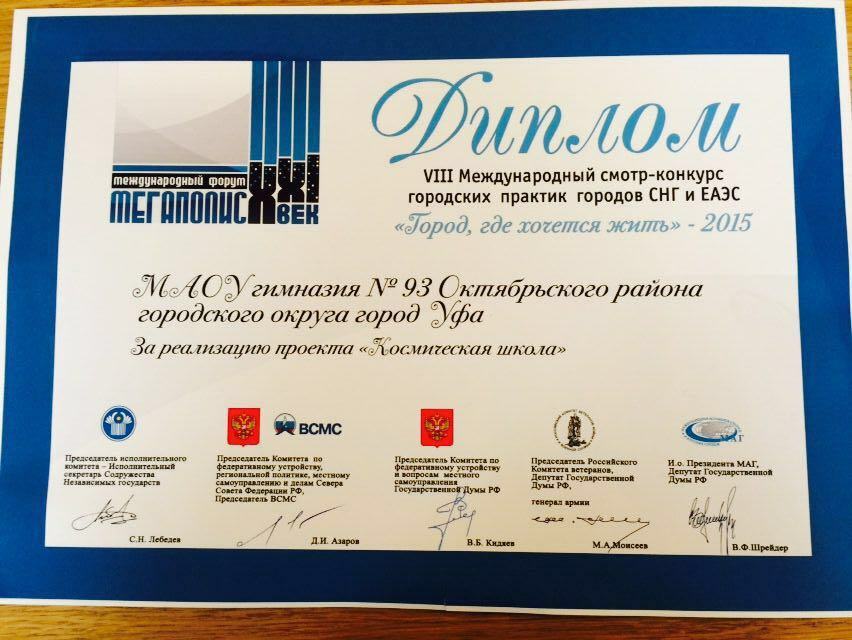 международный форум
МЕГАПОЛИС
XXI
ВЕК
Диплом
VIII Международный смотр-конкурс
городских практик городов СНГ и ЕАЭС
«Город, где хочется жить» - 2015
МАОУ гимназия № 93 Октябрьского района
городского округа город Уфа
За реализацию проекта «Космическая школа»
Председатель исполнительного
комитета – Исполнительный
секретарь Содружества
Независимых государств
С.Н. Лебедев
ВСМС
Председатель Комитета по
федеративному устройству,
региональной политике, местному
самоуправлению и делам Севера
Совета Федерации РФ,
Председатель ВСМС
Д.И. Азаров
Председатель Комитета по
федеративному устройству
и вопросам местного
самоуправления
Государственной Думы РФ
В.Б. Кидяев
Председатель Российского
Комитета ветеранов,
Депутат Государственной
Думы РФ,
генерал армии
М.А.Моисеев
МАГ
И.о. Президента МАГ,
Депутат Государственной
Думы РФ
В.Ф.Шрейдер